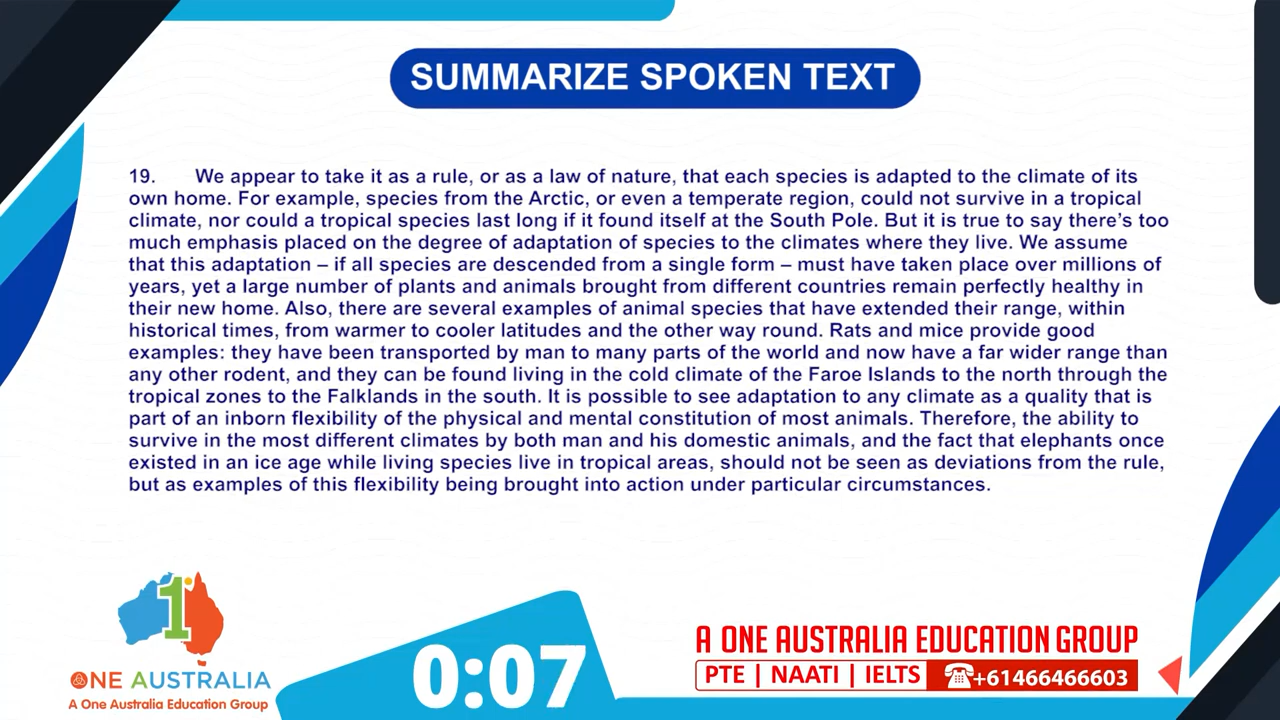 SUMMARIZE SPOKEN TEXT
19. We appear to take it as a rule, or as a law of nature, that each species is adapted to the climate of its
own home. For example, species from the Arctic, or even a temperate region, could not survive in a tropical
climate, nor could a tropical species last long if it found itself at the South Pole. But it is true to say there's too
much emphasis placed on the degree of adaptation of species to the climates where they live. We assume
that this adaptation – if all species are descended from a single form – must have taken place over millions of
years, yet a large number of plants and animals brought from different countries remain perfectly healthy in
their new home. Also, there are several examples of animal species that have extended their range, within
historical times, from warmer to cooler latitudes and the other way round. Rats and mice provide good
examples: they have been transported by man to many parts of the world and now have a far wider range than
any other rodent, and they can be found living in the cold climate of the Faroe Islands to the north through the
tropical zones to the Falklands in the south. It is possible to see adaptation to any climate as a quality that is
part of an inborn flexibility of the physical and mental constitution of most animals. Therefore, the ability to
survive in the most different climates by both man and his domestic animals, and the fact that elephants once
existed in an ice age while living species live in tropical areas, should not be seen as deviations from the rule,
but as examples of this flexibility being brought into action under particular circumstances.
1
ONE AUSTRALIA
A One Australia Education Group
0:07
A ONE AUSTRALIA EDUCATION GROUP
PTE | NAATI | IELTS +61466466603